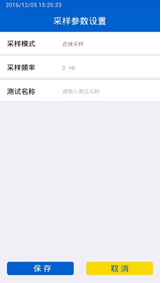 2016/12/05 15:25:33
采样参数设置
采样模式 连续采样
采样频率 2 Hz
测试名称 请输入测试名称
保存 取消